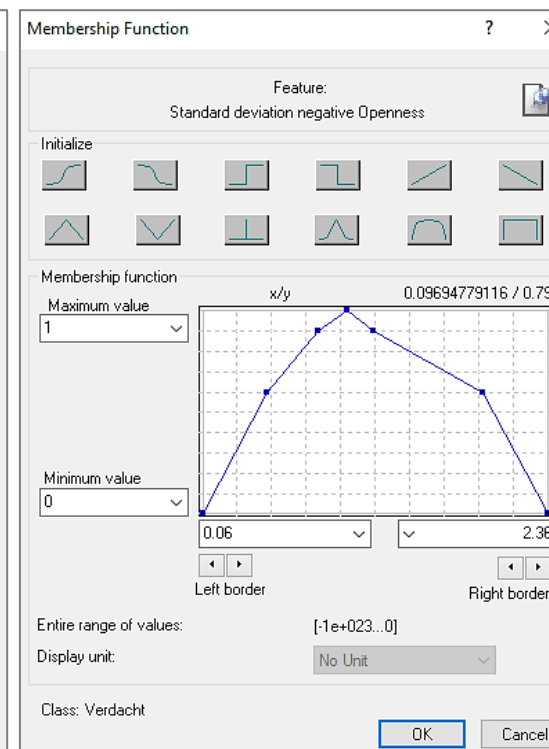 Membership Function
?
Feature:
Standard deviation negative Openness
Initialize
Membership function
Maximum value
1
x/y
0.09694779116 / 0.79
Minimum value
0
0.06
2.36
Left border
Right border
Entire range of values:
[-1e+023...0]
Display unit:
No Unit
Class: Verdacht
OK
Cancel